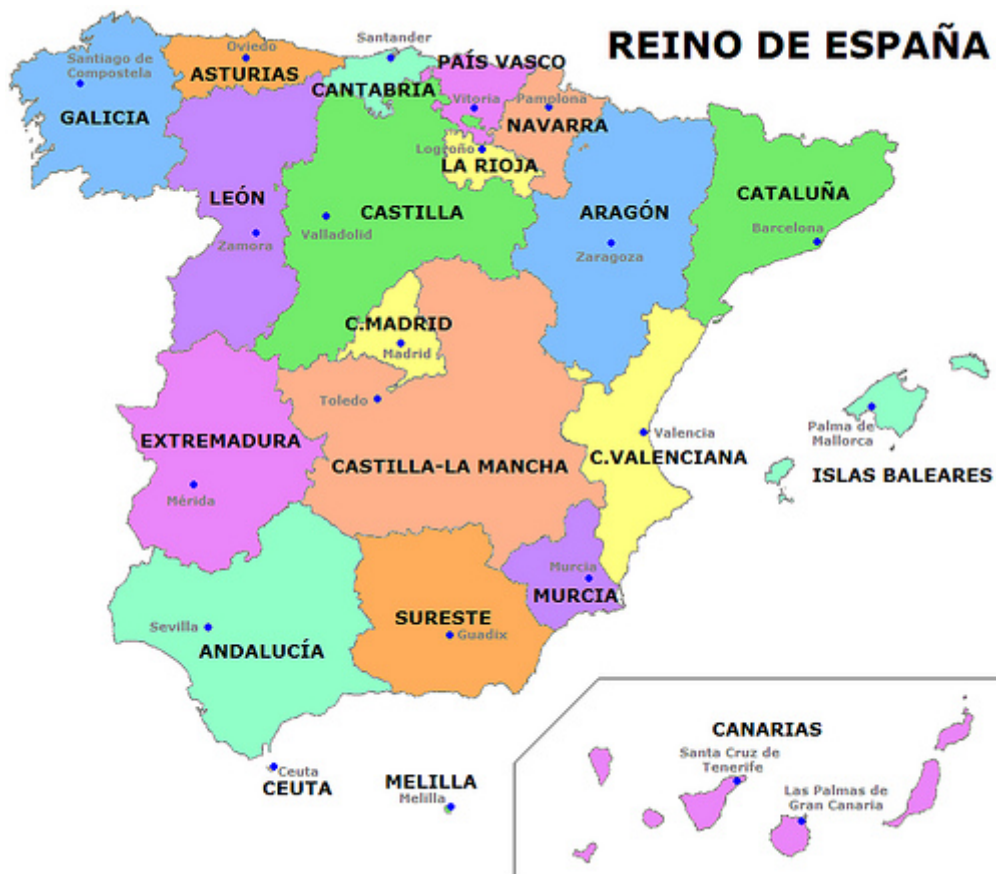 REINO DE ESPAÑA
Santander
Oviedo
PAÍS VASCO
Santiago de
Compostela
ASTURIAS
CANTABRIA
Vitoria
Pamplona
GALICIA
NAVARRA
Logroño
LA RIOJA
LEÓN
CASTILLA
ARAGÓN
CATALUÑA
Valladolid
Zamora
Zaragoza
Barcelona
C.MADRID
Madrid
Toledo
Palma de
Mallorca
Valencia
EXTREMADURA
CASTILLA-LA MANCHA
C.VALENCIANA
ISLAS BALEARES
Mérida
Murcia
MURCIA
SURESTE
Sevilla
Guadix
ANDALUCÍA
CANARIAS
Santa Cruz de
Tenerife
Ceuta
CEUTA
MELILLA
Melilla
Las Palmas de
Gran Canaria